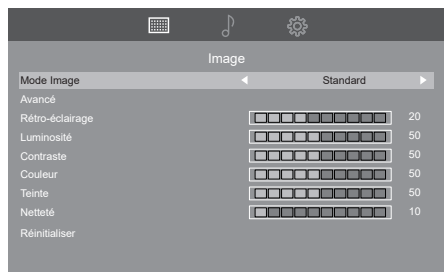 Image
Mode Image Standard
Avancé
Rétro-éclairage 20
Luminosité 50
Contraste 50
Couleur 50
Teinte 50
Netteté 10
Réinitialiser